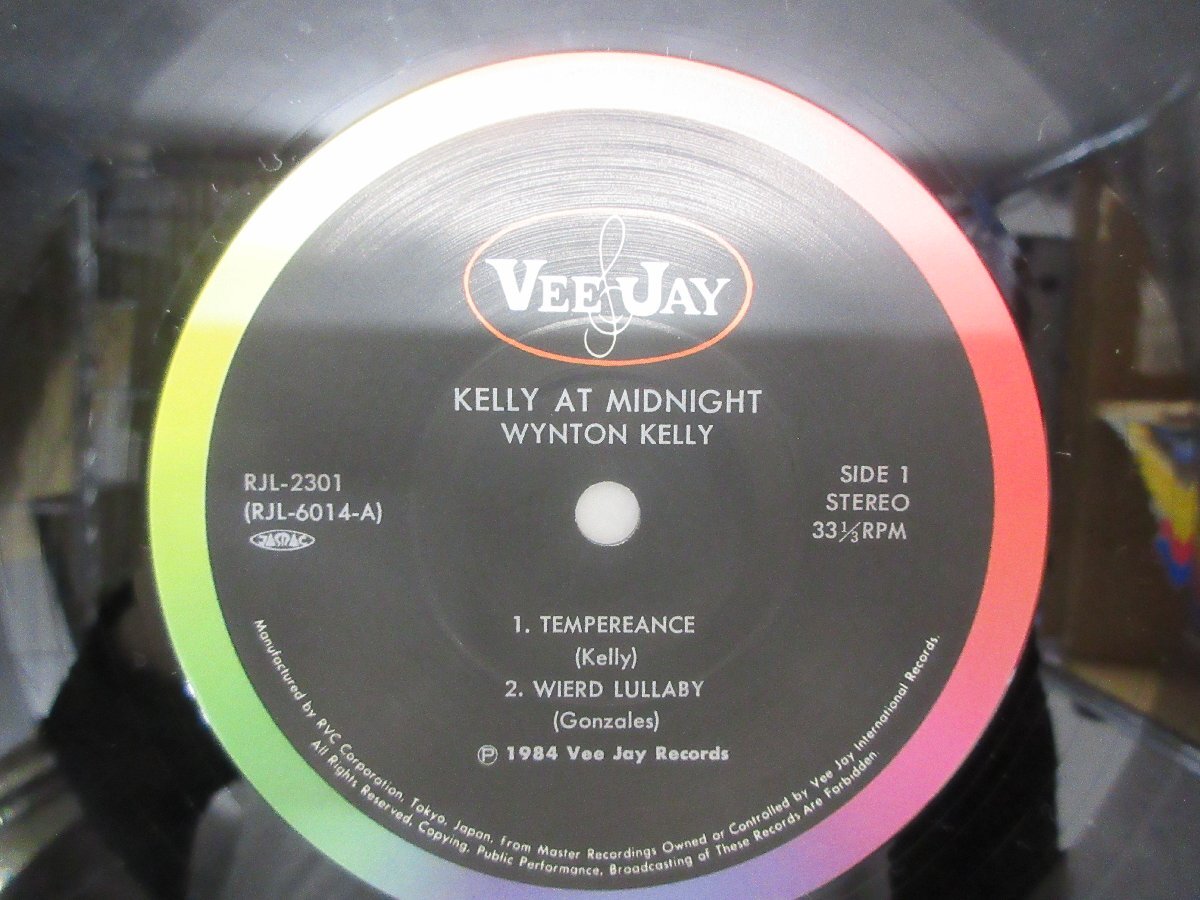 VEE JAY
KELLY AT MIDNIGHT
WYNTON KELLY
RJL-2301
(RJL-6014-A)
JASRAC
SIDE 1
STEREO
33⅓RPM
1. TEMPEREANCE
(Kelly)
2. WIERD LULLABY
(Gonzales)
Ⓟ 1984 Vee Jay Records
Manufactured by RVC Corporation, Tokyo, Japan, from Master Recordings Owned or Controlled by Vee Jay International Records.
All Rights Reserved. Copying, Public Performance, Broadcasting of These Records Are Forbidden.